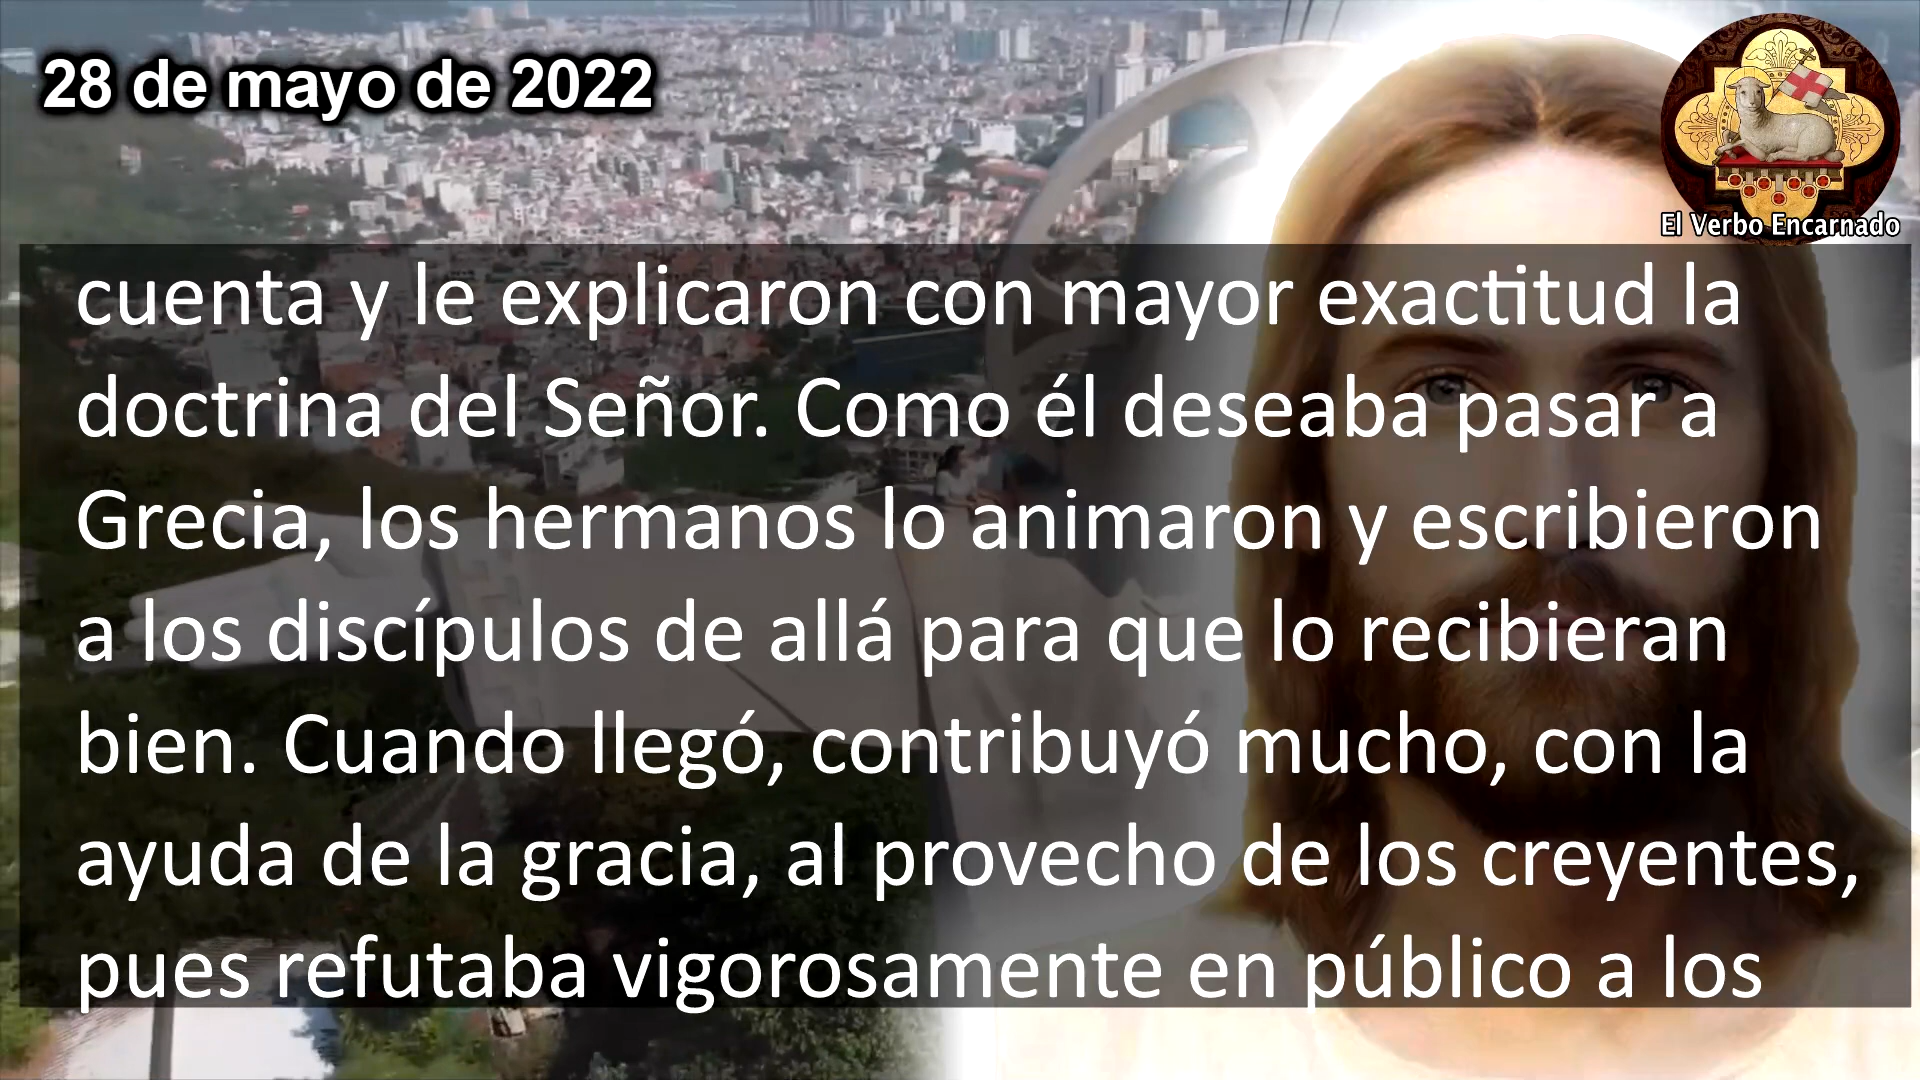 28 de mayo de 2022
El Verbo Encarnado
cuenta y le explicaron con mayor exactitud la
doctrina del Señor. Como él deseaba pasar a
Grecia, los hermanos lo animaron y escribieron
a los discípulos de allá para que lo recibieran
bien. Cuando llegó, contribuyó mucho, con la
ayuda de la gracia, al provecho de los creyentes,
pues refutaba vigorosamente en público a los